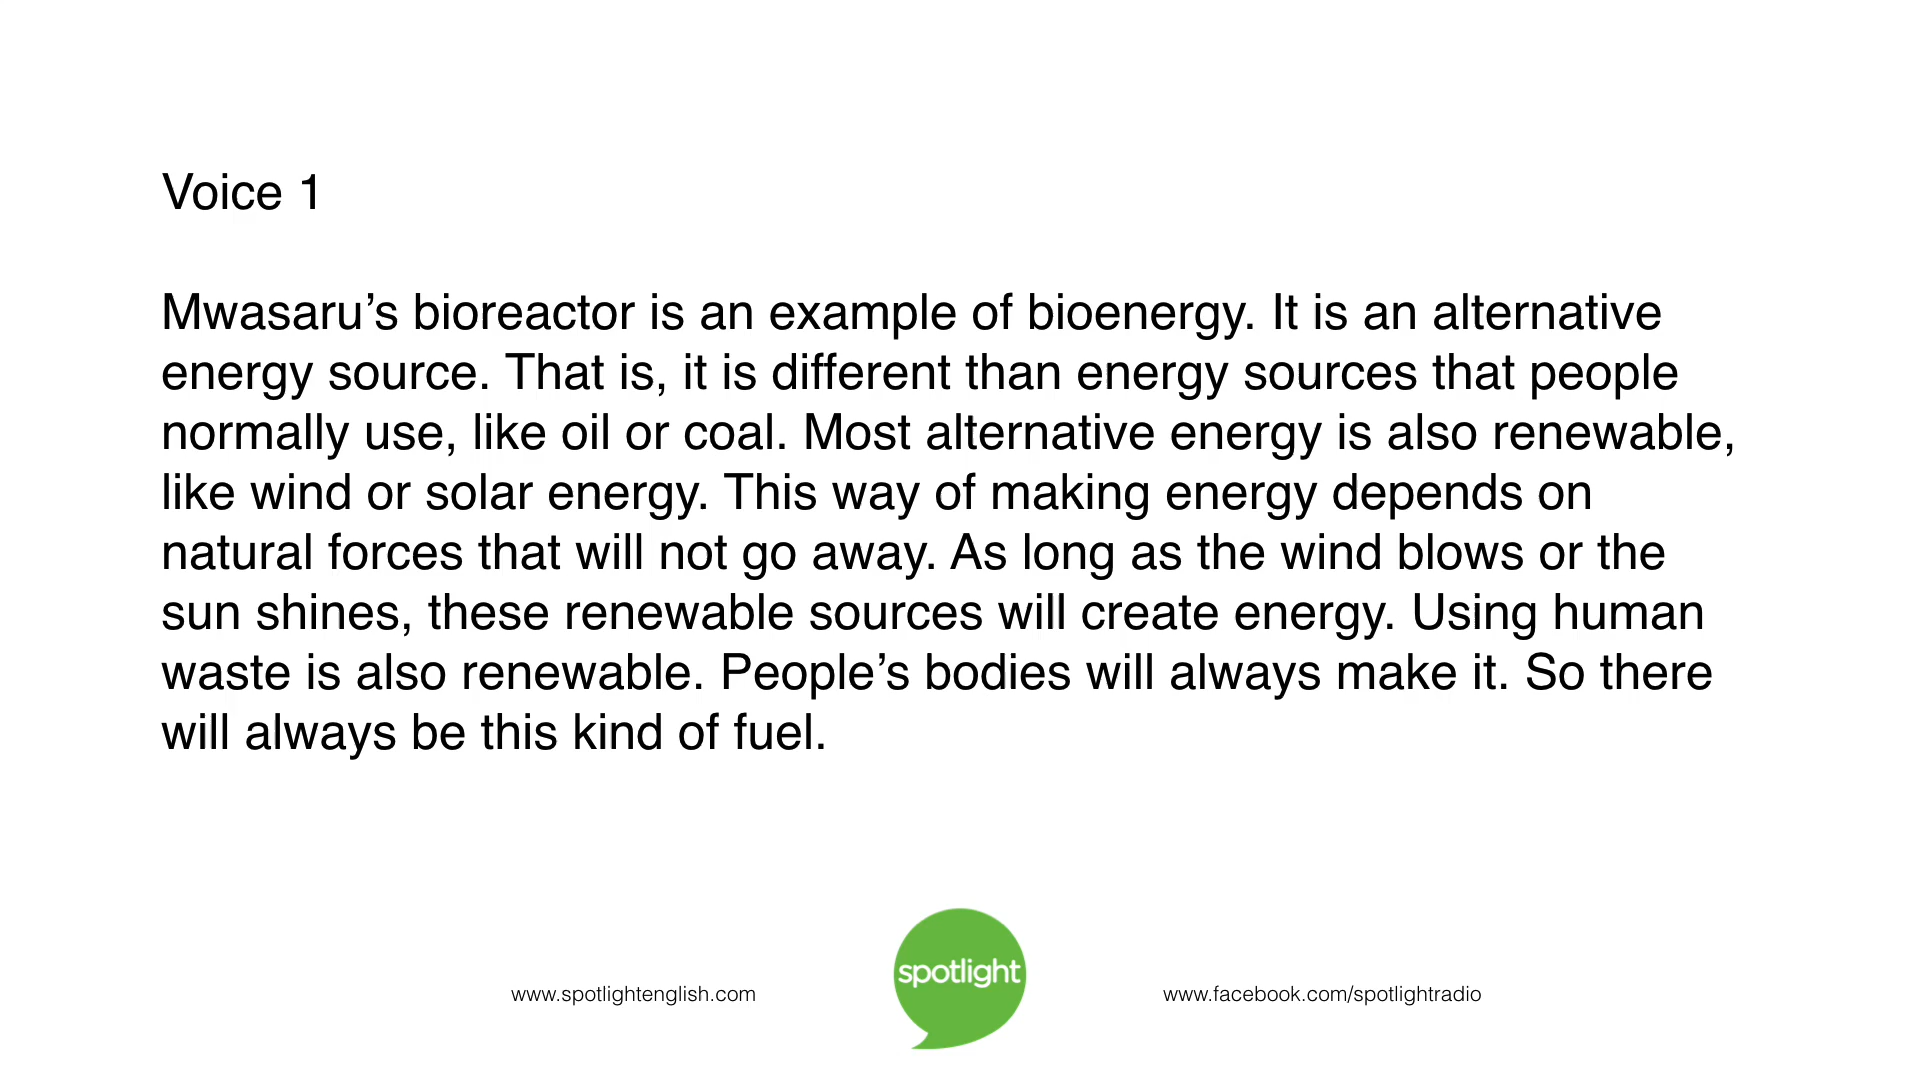 Voice 1
Mwasaru’s bioreactor is an example of bioenergy. It is an alternative
energy source. That is, it is different than energy sources that people
normally use, like oil or coal. Most alternative energy is also renewable,
like wind or solar energy. This way of making energy depends on
natural forces that will not go away. As long as the wind blows or the
sun shines, these renewable sources will create energy. Using human
waste is also renewable. People’s bodies will always make it. So there
will always be this kind of fuel.
spotlight
www.spotlightenglish.com
www.facebook.com/spotlightradio